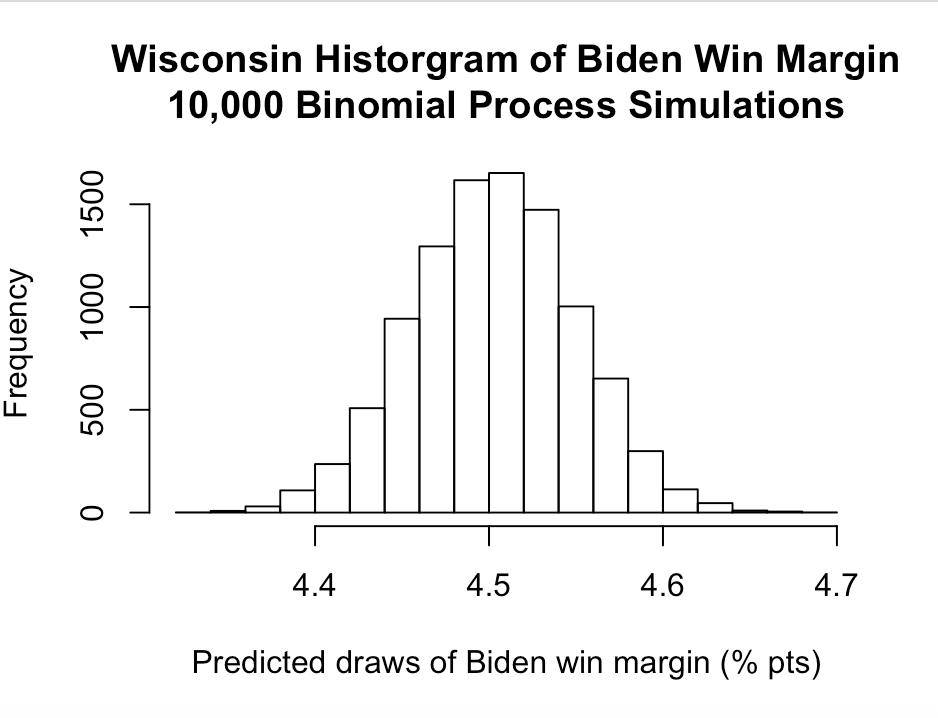 Wisconsin Historgram of Biden Win Margin
10,000 Binomial Process Simulations
Frequency
1500
1000
500
0
4.4 4.5 4.6 4.7
Predicted draws of Biden win margin (% pts)